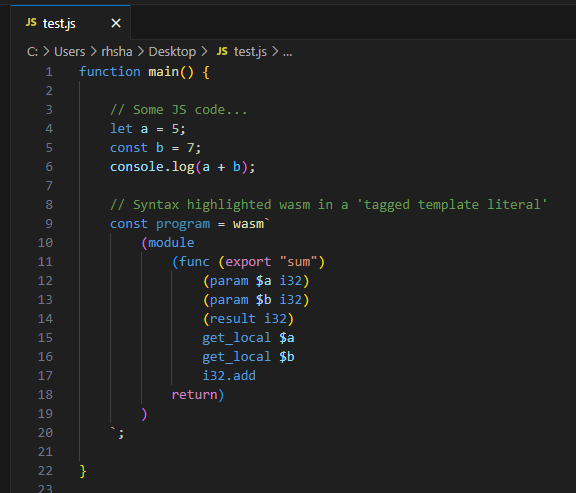 JS test.js ×
C: > Users > rhsha > Desktop > JS test.js > ...
1 function main() {
2
3 // Some JS code...
4 let a = 5;
5 const b = 7;
6 console.log(a + b);
7
8 // Syntax highlighted wasm in a 'tagged template literal'
9 const program = wasm`
10 (module
11 (func (export "sum")
12 (param $a i32)
13 (param $b i32)
14 (result i32)
15 get_local $a
16 get_local $b
17 i32.add
18 return)
19 )
20 `;
21
22 }
23